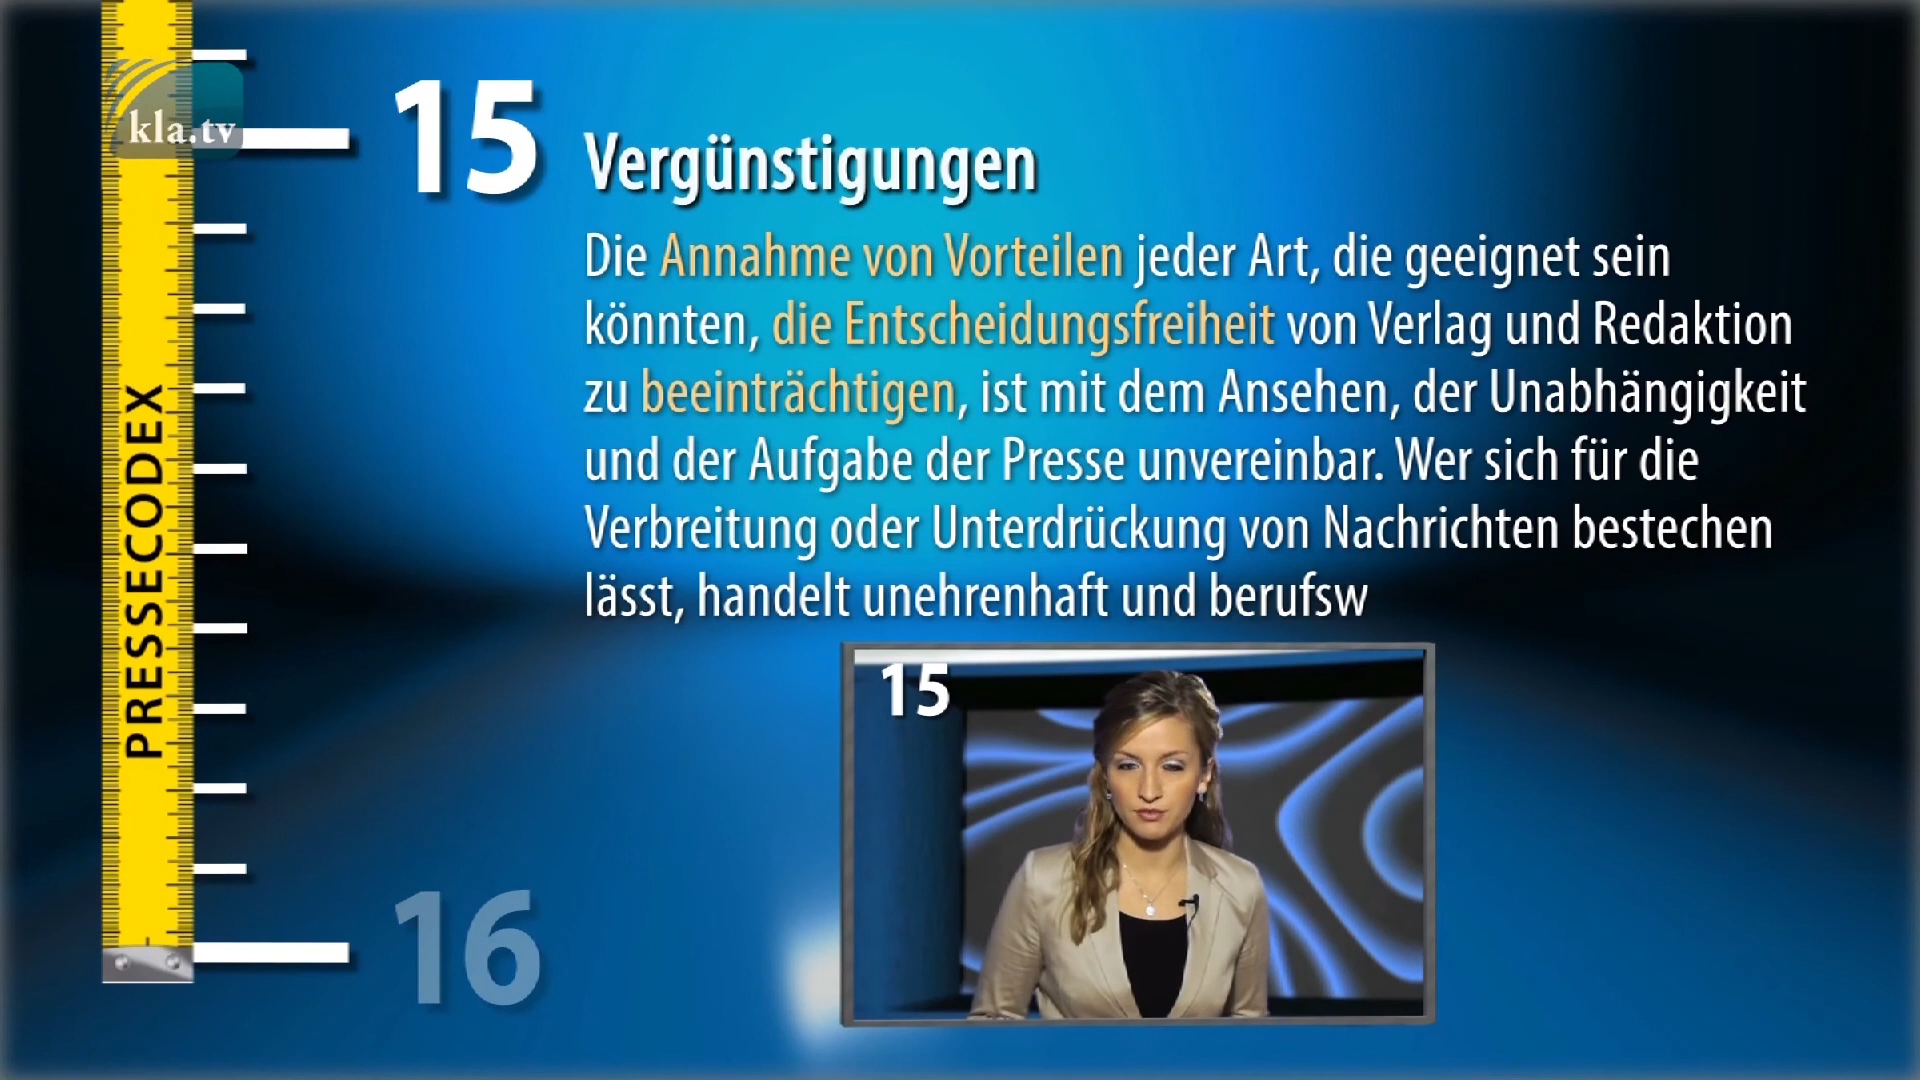 kla.tv
PRESSECODEX
15
Vergünstigungen
Die Annahme von Vorteilen jeder Art, die geeignet sein
könnten, die Entscheidungsfreiheit von Verlag und Redaktion
zu beeinträchtigen, ist mit dem Ansehen, der Unabhängigkeit
und der Aufgabe der Presse unvereinbar. Wer sich für die
Verbreitung oder Unterdrückung von Nachrichten bestechen
lässt, handelt unehrenhaft und berufsw
15
16